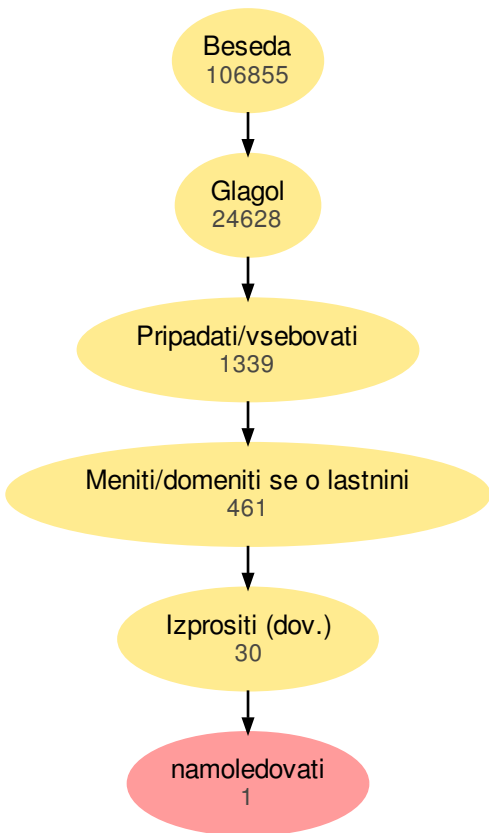 Beseda
106855
Glagol
24628
Pripadati/vsebovati
1339
Meniti/domeniti se o lastnini
461
Izprositi (dov.)
30
namoledovati
1